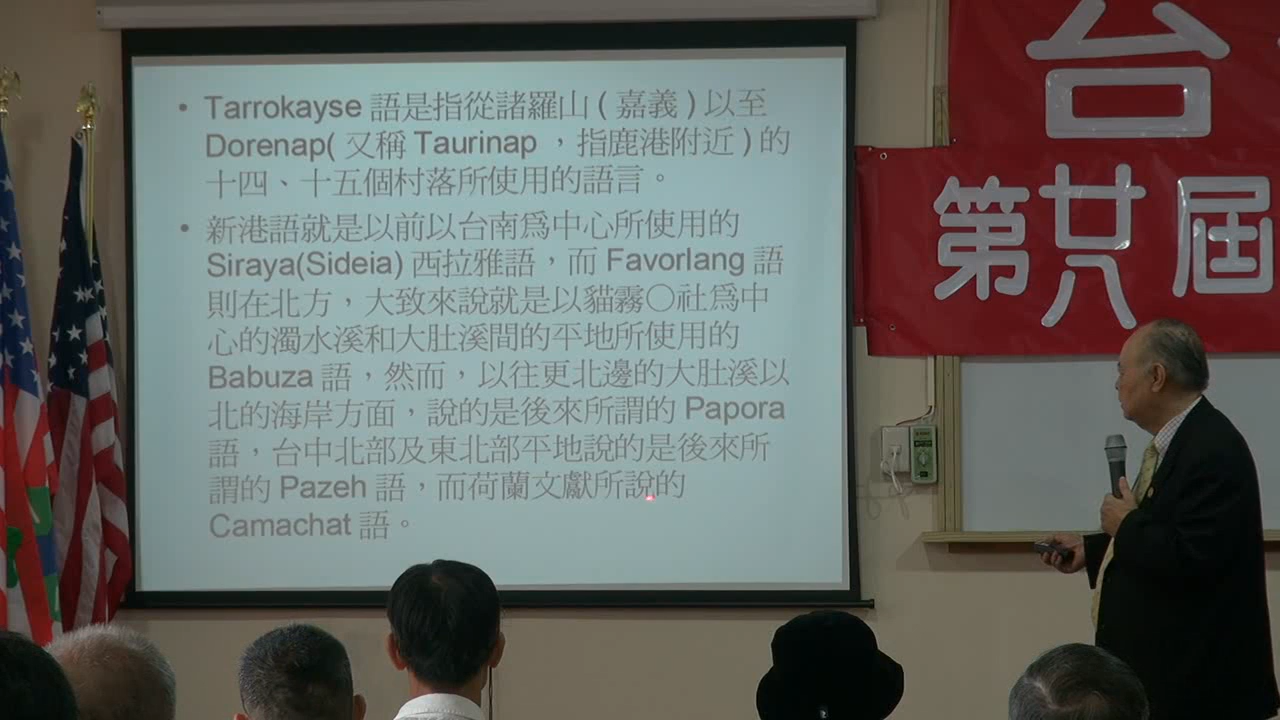 • Tarrokayse 語是指從諸羅山 ( 嘉義 ) 以至
Dorenap( 又稱 Taurinap ，指鹿港附近 ) 的
十四、十五個村落所使用的語言。
• 新港語就是以前以台南爲中心所使用的
Siraya(Sideia) 西拉雅語，而 Favorlang 語
則在北方，大致來說就是以貓霧〇社爲中
心的濁水溪和大肚溪間的平地所使用的
Babuza 語，然而，以往更北邊的大肚溪以
北的海岸方面，說的是後來所謂的 Papora
語，台中北部及東北部平地說的是後來所
謂的 Pazeh 語，而荷蘭文獻所說的
Camachat 語。
台
第廿八屆